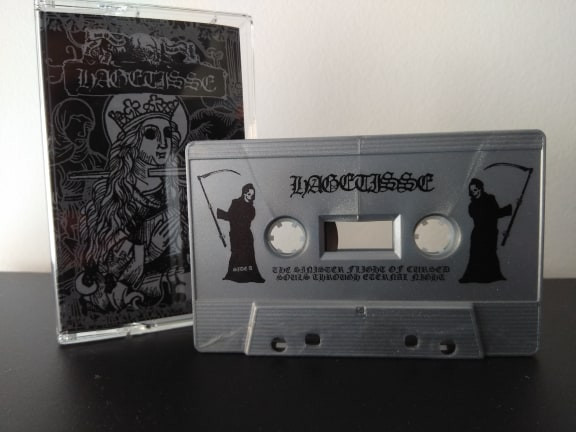 HAGETISSE
HAGETISSE
SIDE B
THE SINISTER FLIGHT OF CURSED
SOULS THROUGH ETERNAL NIGHT